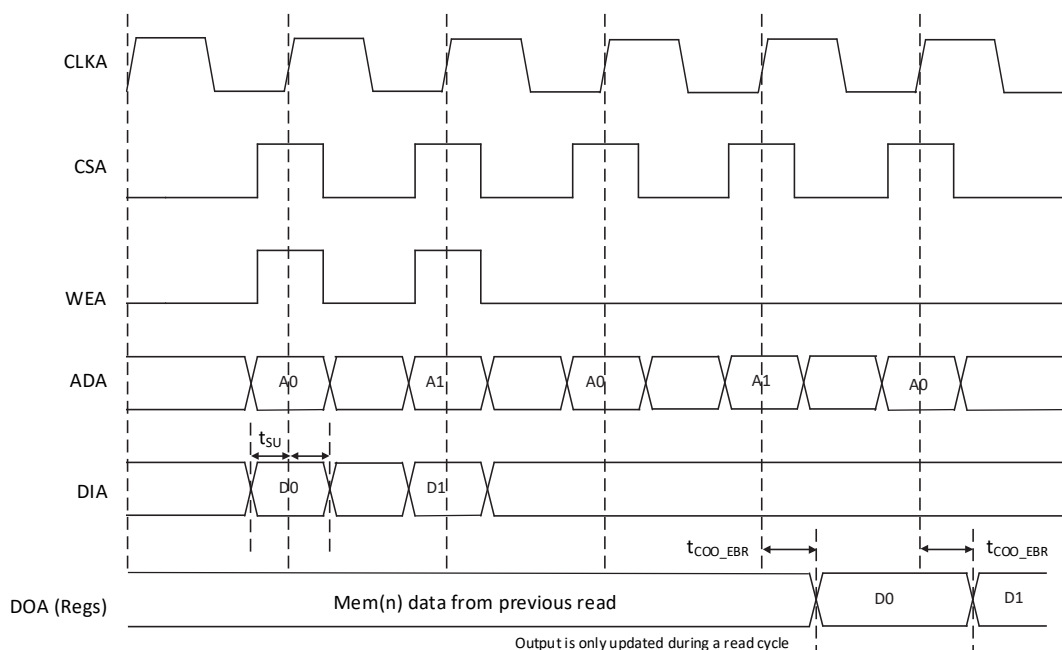 CLKA
CSA
WEA
ADA
A0
A1
A0
A1
A0
tSU
DIA
D0
D1
tCOO_EBR
tCOO_EBR
DOA (Regs)
Mem(n) data from previous read
D0
D1
Output is only updated during a read cycle